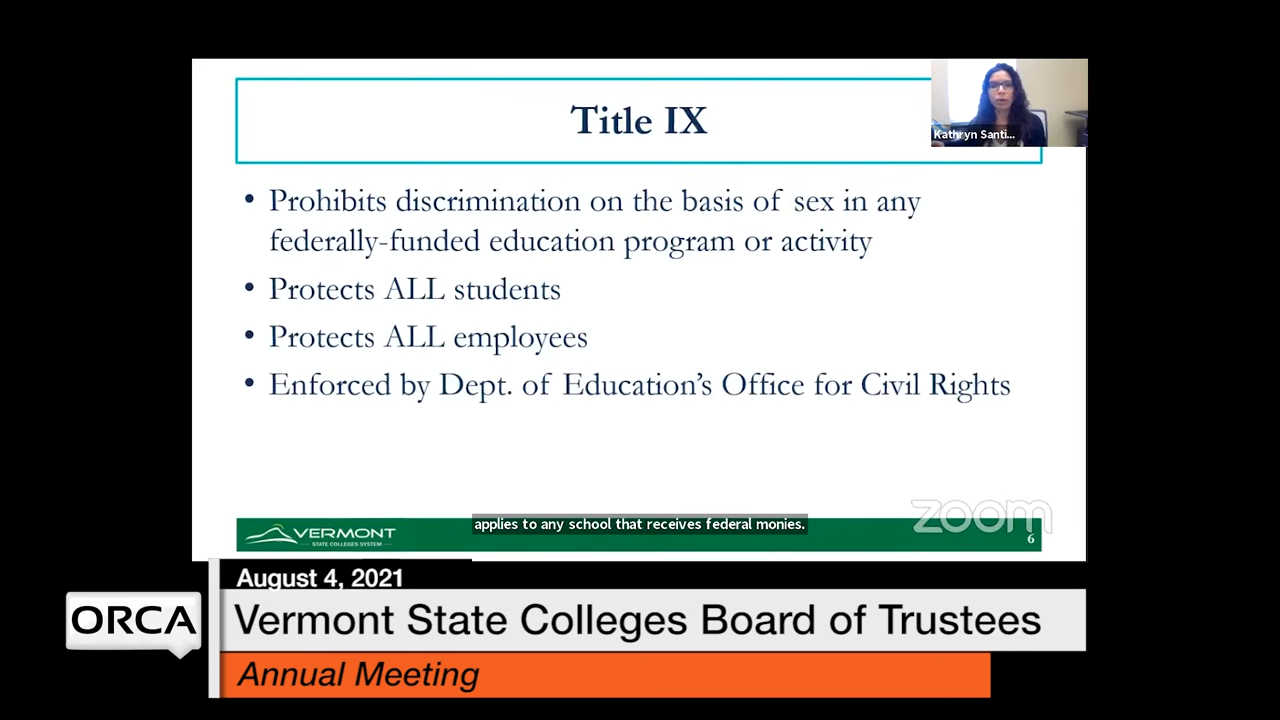 Title IX
Kathryn Santi...
• Prohibits discrimination on the basis of sex in any
federally-funded education program or activity
• Protects ALL students
• Protects ALL employees
• Enforced by Dept. of Education's Office for Civil Rights
zoom
applies to any school that receives federal monies.
VERMONT
STATE COLLEGES SYSTEM
6
August 4, 2021
ORCA
Vermont State Colleges Board of Trustees
Annual Meeting